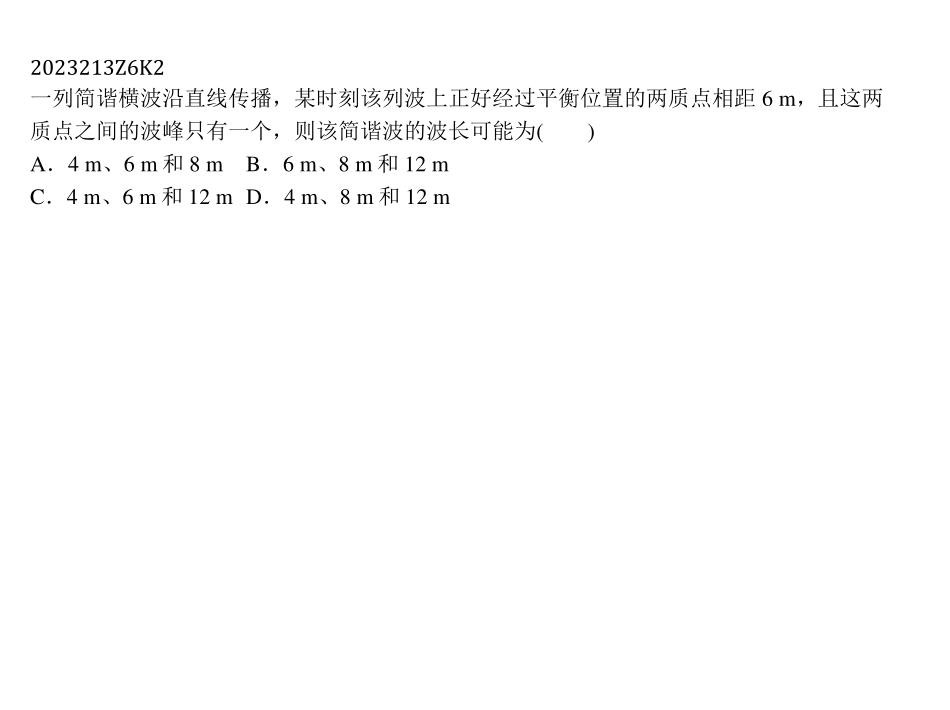 2023213Z6K2
一列简谐横波沿直线传播，某时刻该列波上正好经过平衡位置的两质点相距 6 m，且这两
质点之间的波峰只有一个，则该简谐波的波长可能为(　　)
A．4 m、6 m 和 8 m　B．6 m、8 m 和 12 m
C．4 m、6 m 和 12 m　D．4 m、8 m 和 12 m